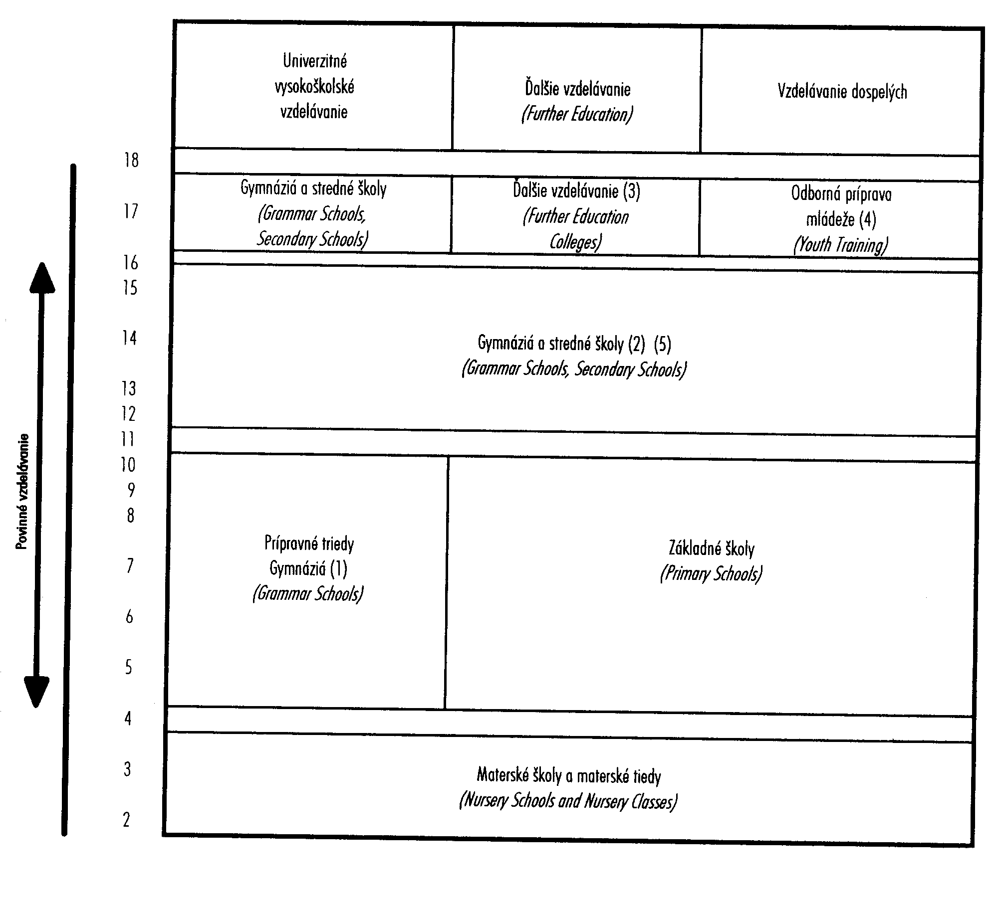 Univerzitné
vysokoškolské
vzdelávanie
Ďalšie vzdelávanie
(Further Education)
Vzdelávanie dospelých
18
Gymnáziá a stredné školy
(Grammar Schools,
Secondary Schools)
Ďalšie vzdelávanie (3)
(Further Education
Colleges)
Odborná príprava
mládeže (4)
(Youth Training)
17
16
15
14
Gymnáziá a stredné školy (2) (5)
(Grammar Schools, Secondary Schools)
13
12
11
10
9
8
Povinné vzdelávanie
Prípravné triedy
Gymnáziá (1)
(Grammar Schools)
Základné školy
(Primary Schools)
7
6
5
4
3
Materské školy a materské tiedy
(Nursery Schools and Nursery Classes)
2